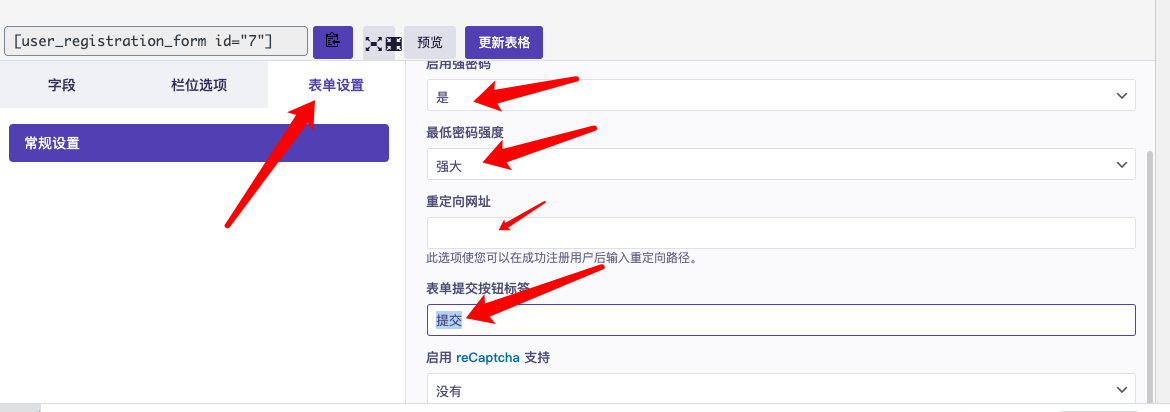 [user_registration_form id="7"]
预览
更新表格
字段
栏位选项
表单设置
常规设置
启用强密码
是
最低密码强度
强大
重定向网址
此选项使您可以在成功注册用户后输入重定向路径。
表单提交按钮标签
提交
启用 reCaptcha 支持
没有